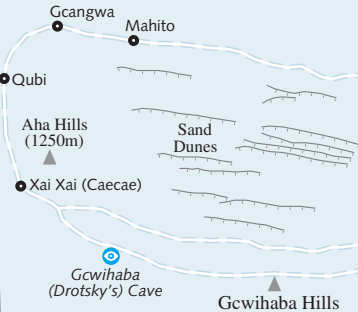 Gcangwa
Mahito
Qubi
Aha Hills
(1250m)
Sand
Dunes
Xai Xai (Caecae)
Gcwihaba
(Drotsky's) Cave
Gcwihaba Hills